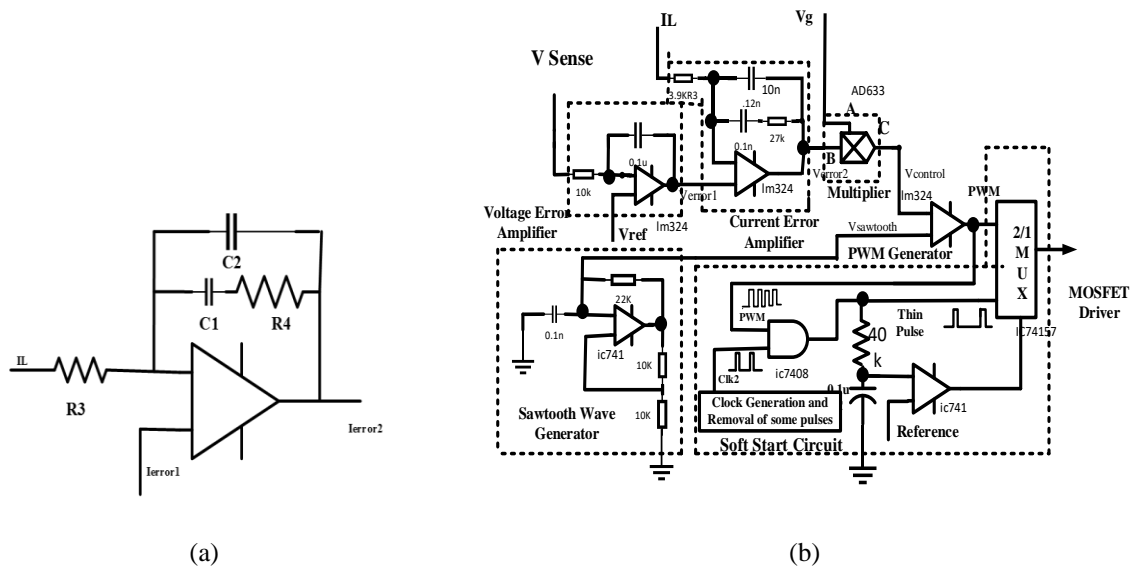 C2
C1
R4
IL
R3
Ierror1
Ierror2
(a)
Vg
IL
V Sense
AD633
10n
3.9KR3
.12n
27k
0.1n
A
C
B
Multiplier
0.1u
10k
lm324
lm324
Verror1
Verror2
Vcontrol
lm324
Voltage Error
Amplifier
Vref
Current Error
Amplifier
Vsawtooth
PWM Generator
PWM
2/1
M
U
X
IC74157
MOSFET
Driver
22K
0.1n
ic741
10K
10K
Sawtooth Wave
Generator
PWM
Clk2
ic7408
Thin
Pulse
40
k
0.1u
ic741
Clock Generation and
Removal of some pulses
Reference
Soft Start Circuit
(b)